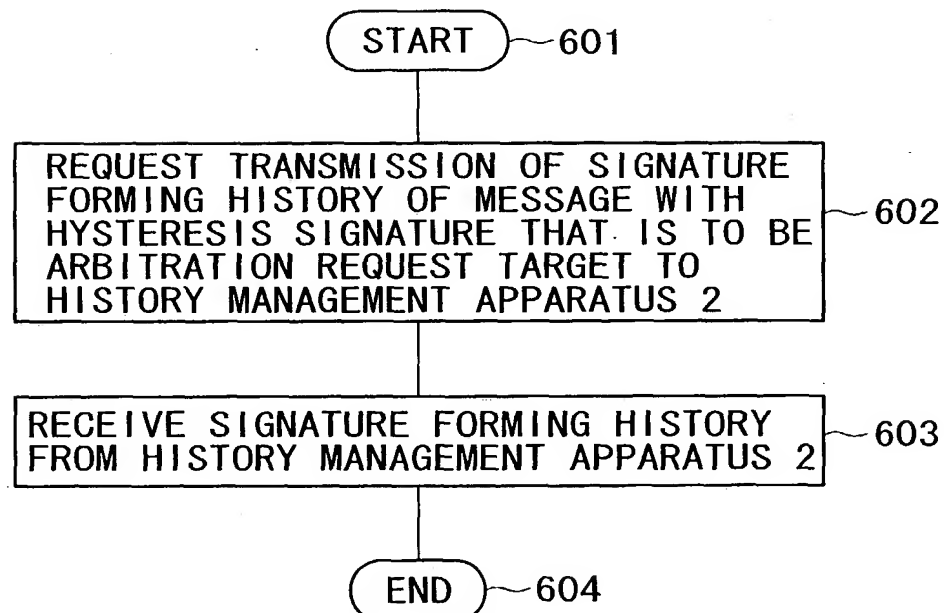 START 601
REQUEST TRANSMISSION OF SIGNATURE
FORMING HISTORY OF MESSAGE WITH
HYSTERESIS SIGNATURE THAT IS TO BE
ARBITRATION REQUEST TARGET TO
HISTORY MANAGEMENT APPARATUS 2
602
RECEIVE SIGNATURE FORMING HISTORY
FROM HISTORY MANAGEMENT APPARATUS 2
603
END 604